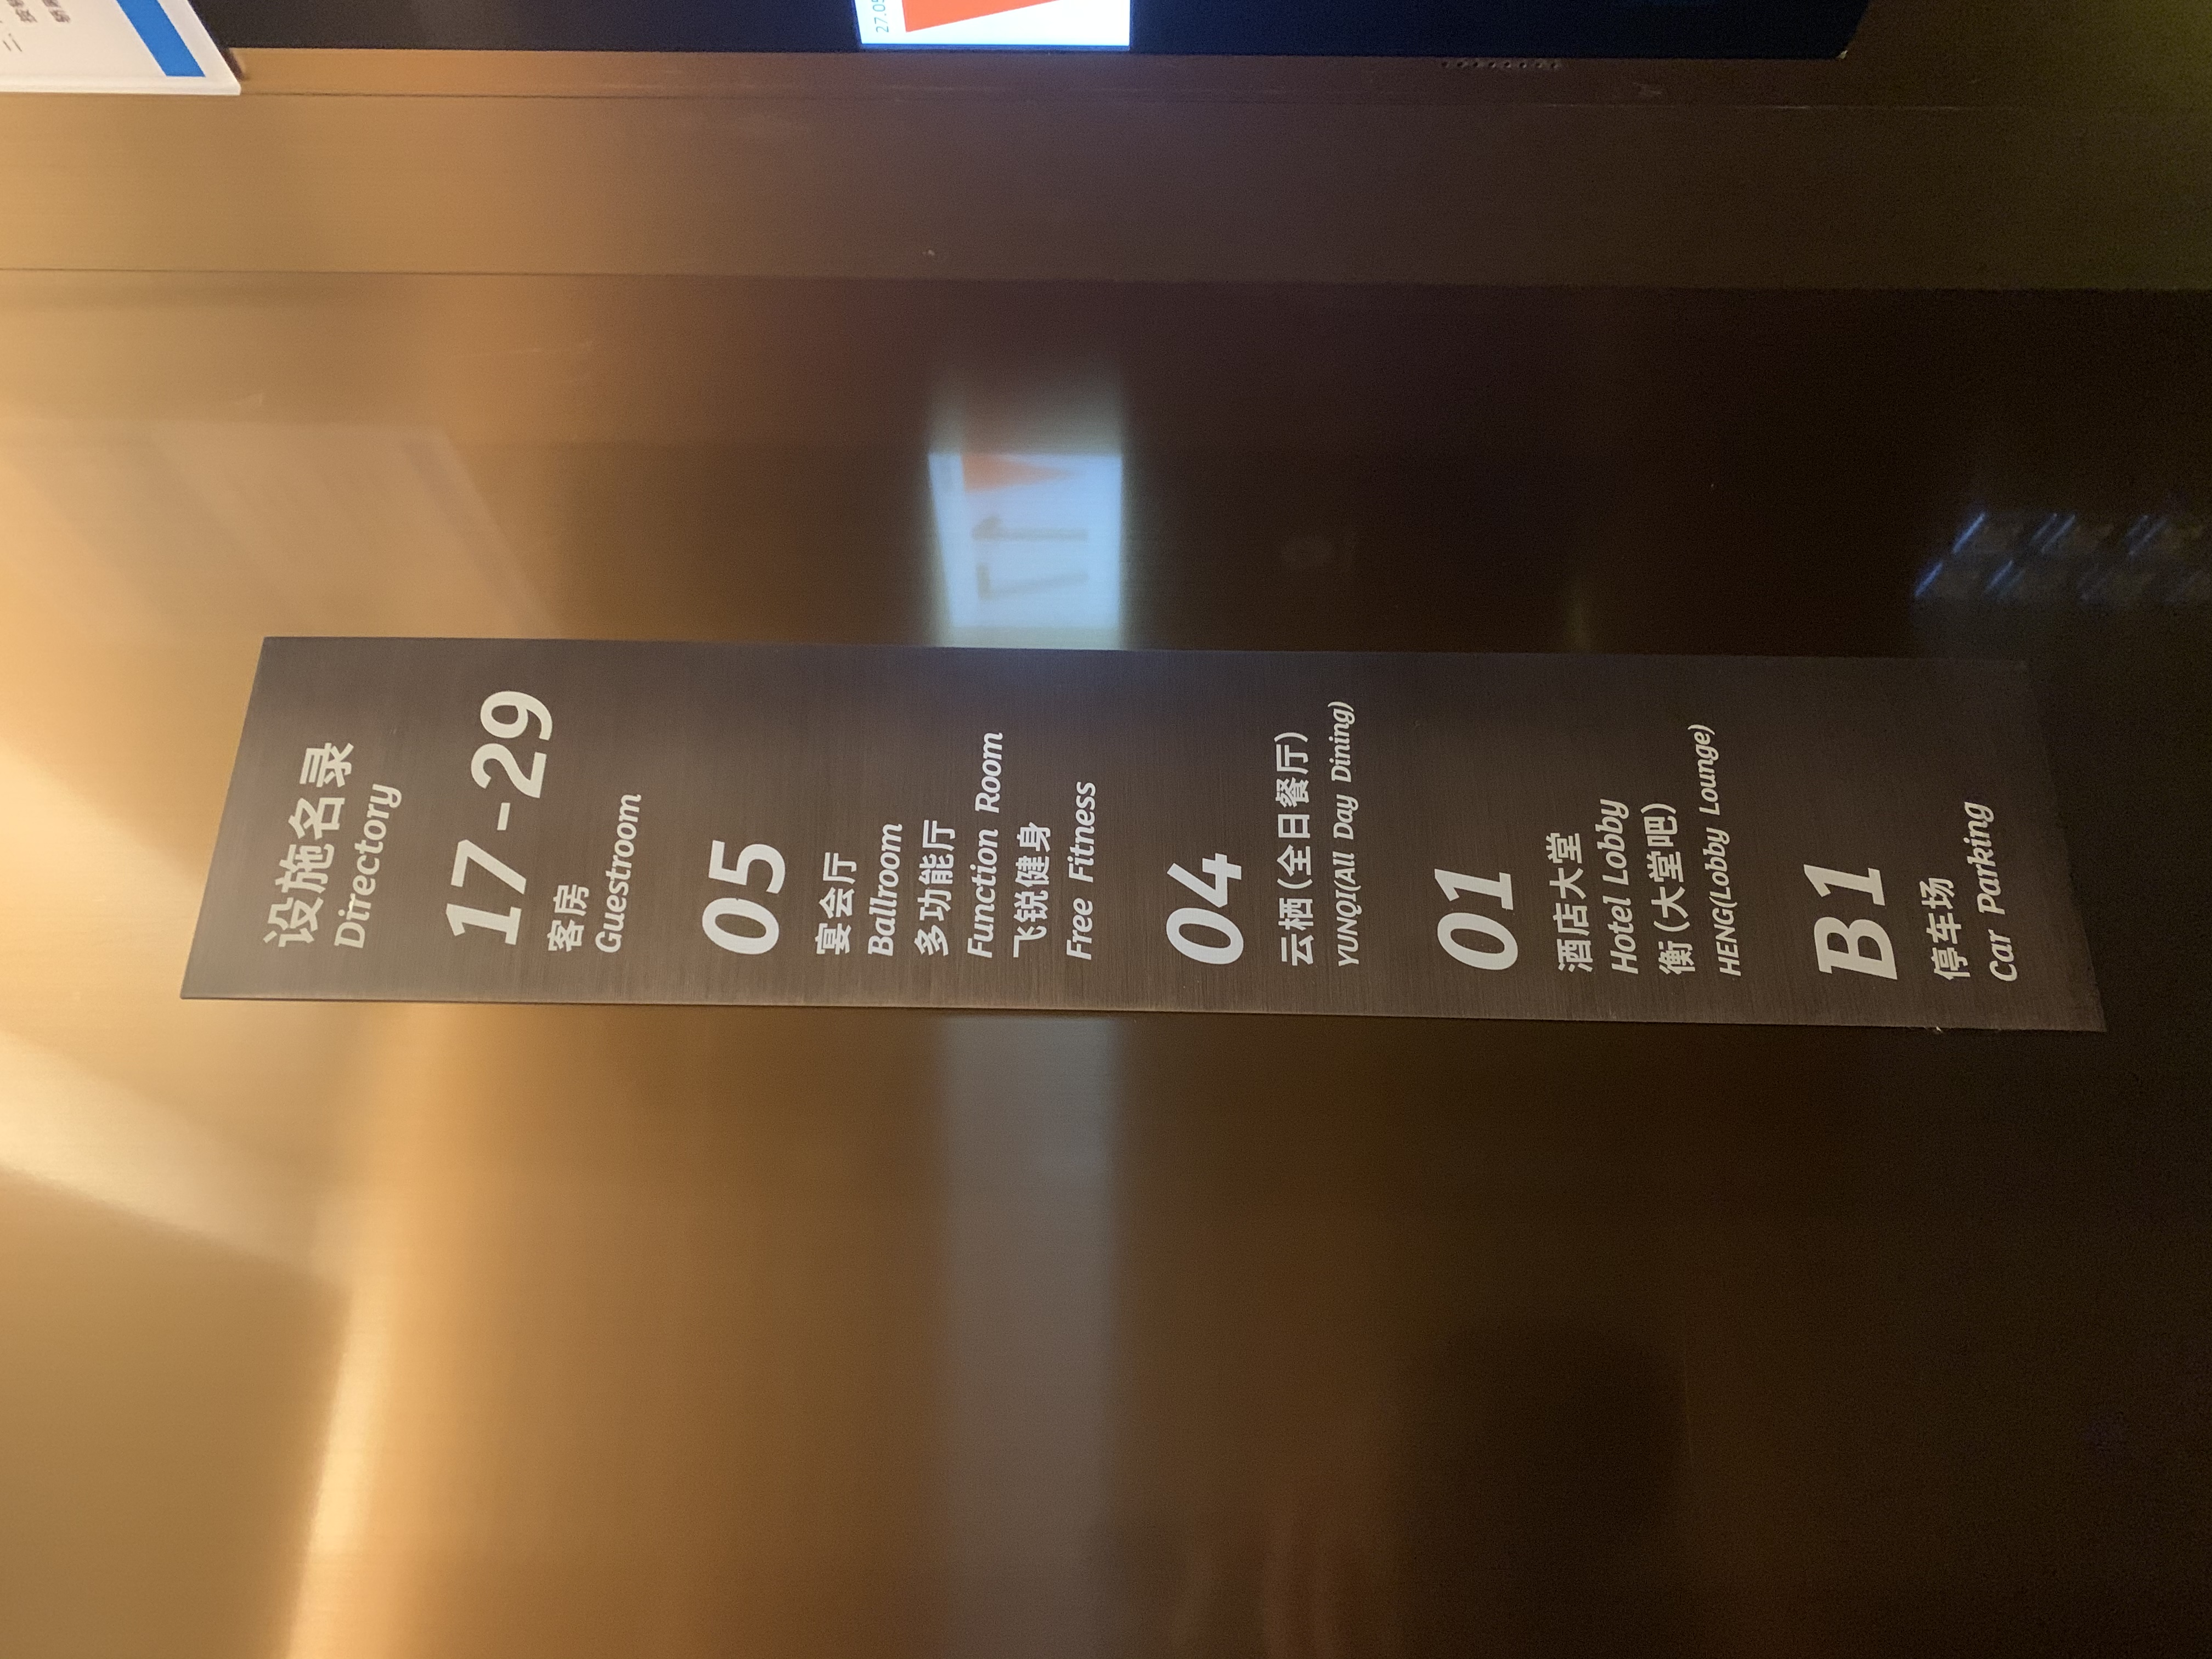 设施名录
Directory
17-29
客房
Guestroom
05
宴会厅
Ballroom
多功能厅
Function Room
飞锐健身
Free Fitness
04
云栖(全日餐厅)
YUNQI(All Day Dining)
01
酒店大堂
Hotel Lobby
衡(大堂吧)
HENG(Lobby Lounge)
B1
停车场
Car Parking